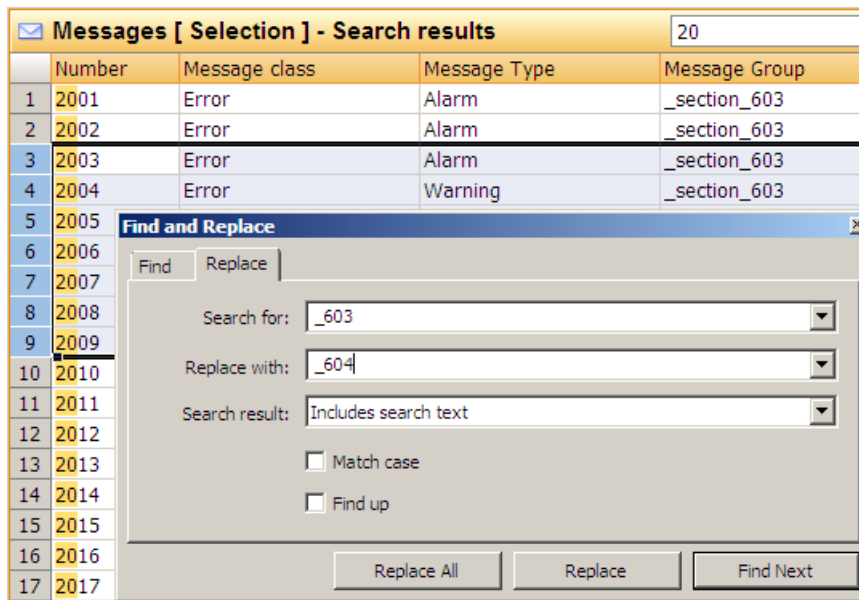 Messages [ Selection ] - Search results 20
Number Message class Message Type Message Group
1 2001 Error Alarm _section_603
2 2002 Error Alarm _section_603
3 2003 Error Alarm _section_603
4 2004 Error Warning _section_603
5 2005
Find and Replace
6 2006
Find Replace
7 2007
8 2008
Search for: _603
9 2009
Replace with: _604
10 2010
11 2011
Search result: Includes search text
12 2012
13 2013
Match case
14 2014
Find up
15 2015
16 2016
Replace All Replace Find Next
17 2017